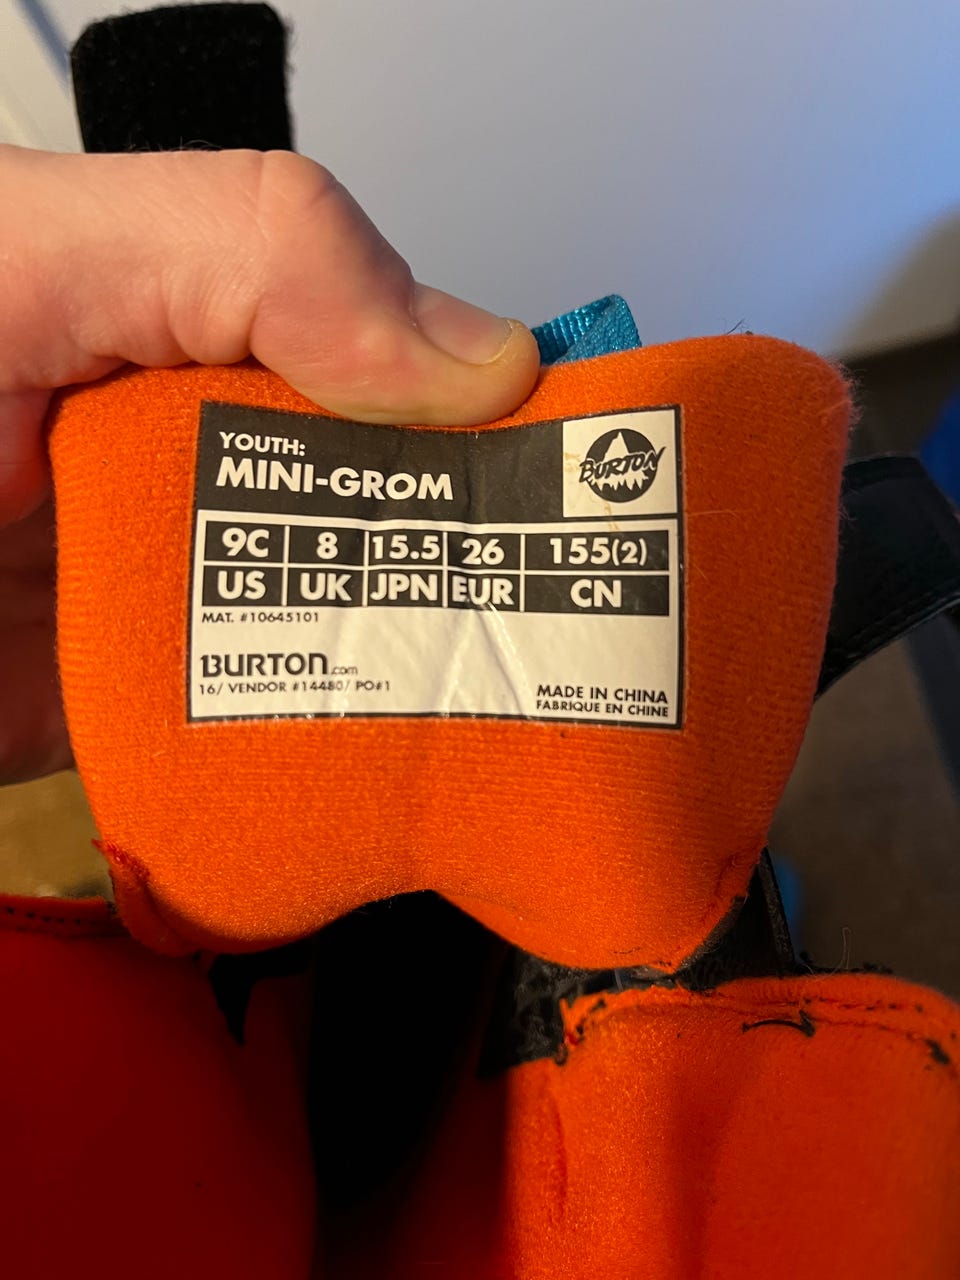 YOUTH:
MINI-GROM
BURTON
9C 8 15.5 26 155(2)
US UK JPN EUR CN
MAT. #10645101
BURTON.com
16/ VENDOR #14480/ PO#1
MADE IN CHINA
FABRIQUE EN CHINE